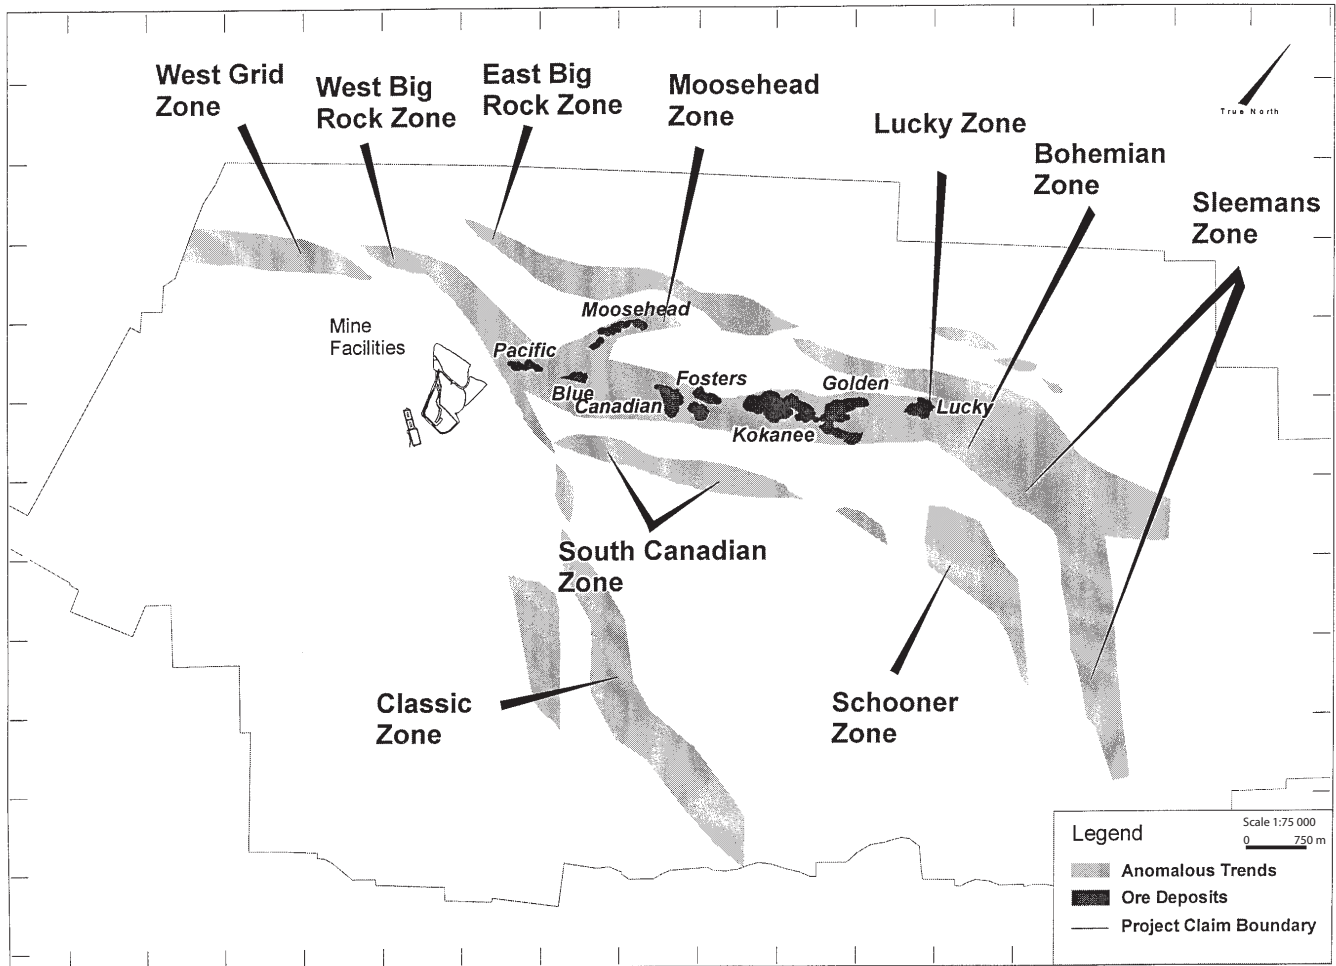 West Grid
Zone
West Big
Rock Zone
East Big
Rock Zone
Moosehead
Zone
Lucky Zone
Bohemian
Zone
Sleemans
Zone
True North
Mine
Facilities
Moosehead
Pacific
Blue
Canadian
Fosters
Kokanee
Golden
Lucky
South Canadian
Zone
Classic
Zone
Schooner
Zone
Legend
Scale 1:75 000
0 750 m
Anomalous Trends
Ore Deposits
Project Claim Boundary